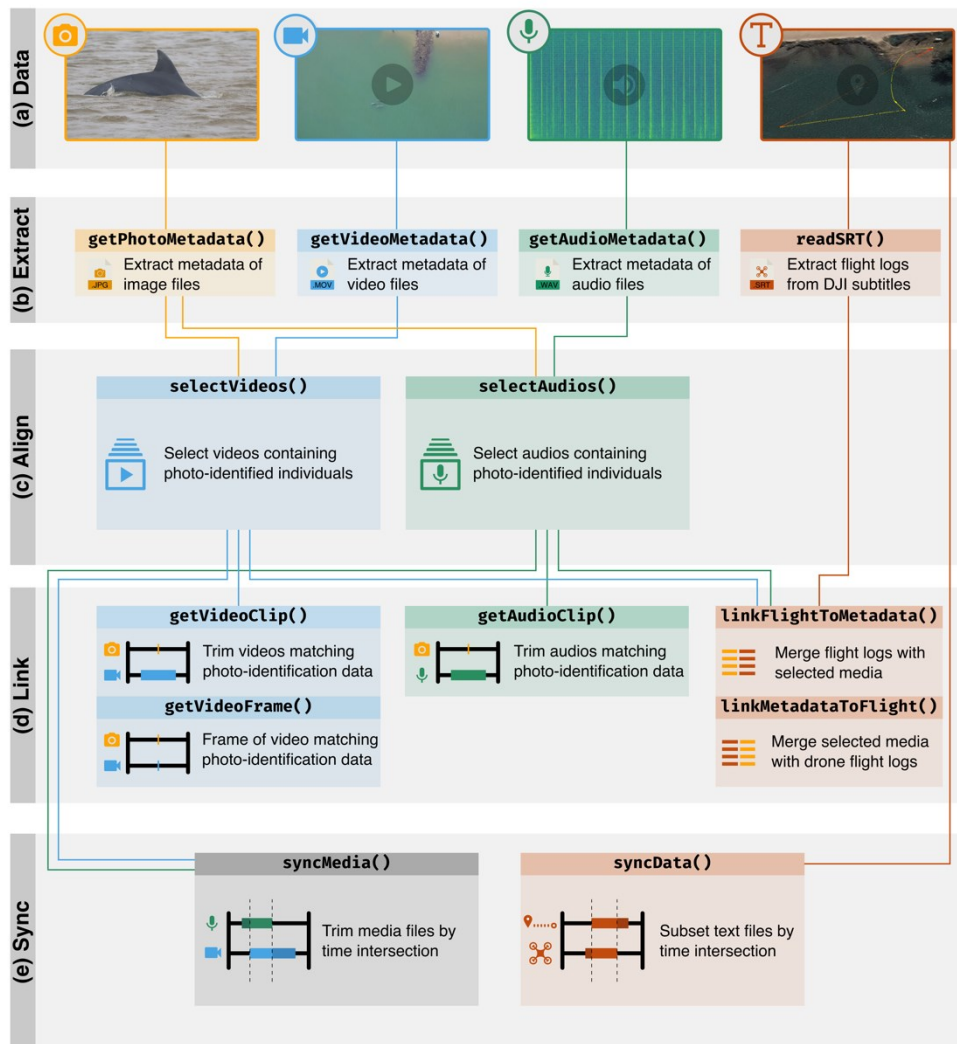 (a) Data
T
(b) Extract
getPhotoMetadata()
.JPG
Extract metadata of
image files
getVideoMetadata()
.MOV
Extract metadata of
video files
getAudioMetadata()
.WAV
Extract metadata of
audio files
readSRT()
.SRT
Extract flight logs
from DJI subtitles
(c) Align
selectVideos()
Select videos containing
photo-identified individuals
selectAudios()
Select audios containing
photo-identified individuals
(d) Link
getVideoClip()
Trim videos matching
photo-identification data
getVideoFrame()
Frame of video matching
photo-identification data
getAudioClip()
Trim audios matching
photo-identification data
linkFlightToMetadata()
Merge flight logs with
selected media
linkMetadataToFlight()
Merge selected media
with drone flight logs
(e) Sync
syncMedia()
Trim media files by
time intersection
syncData()
Subset text files by
time intersection